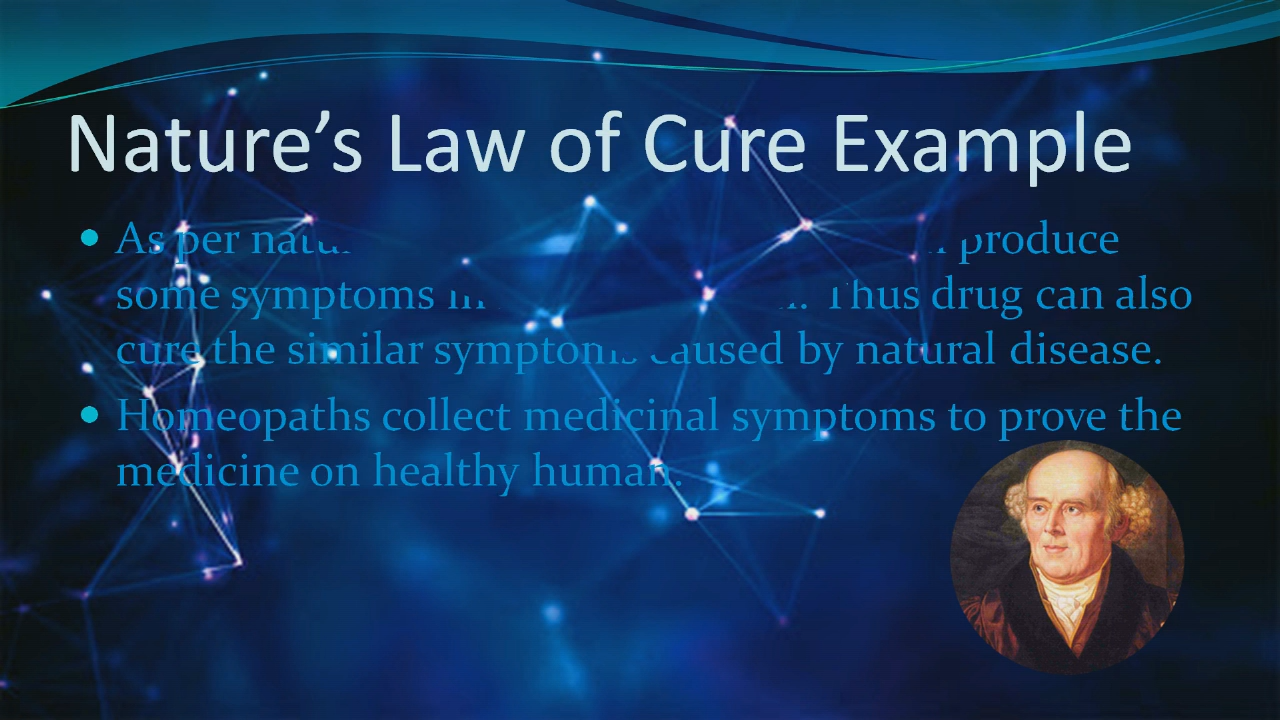 Nature’s Law of Cure Example
As per produce
some symptoms Thus drug can also
cure the similar symptoms caused by natural disease.
Homeopaths collect medicinal symptoms to prove the
medicine on healthy human.